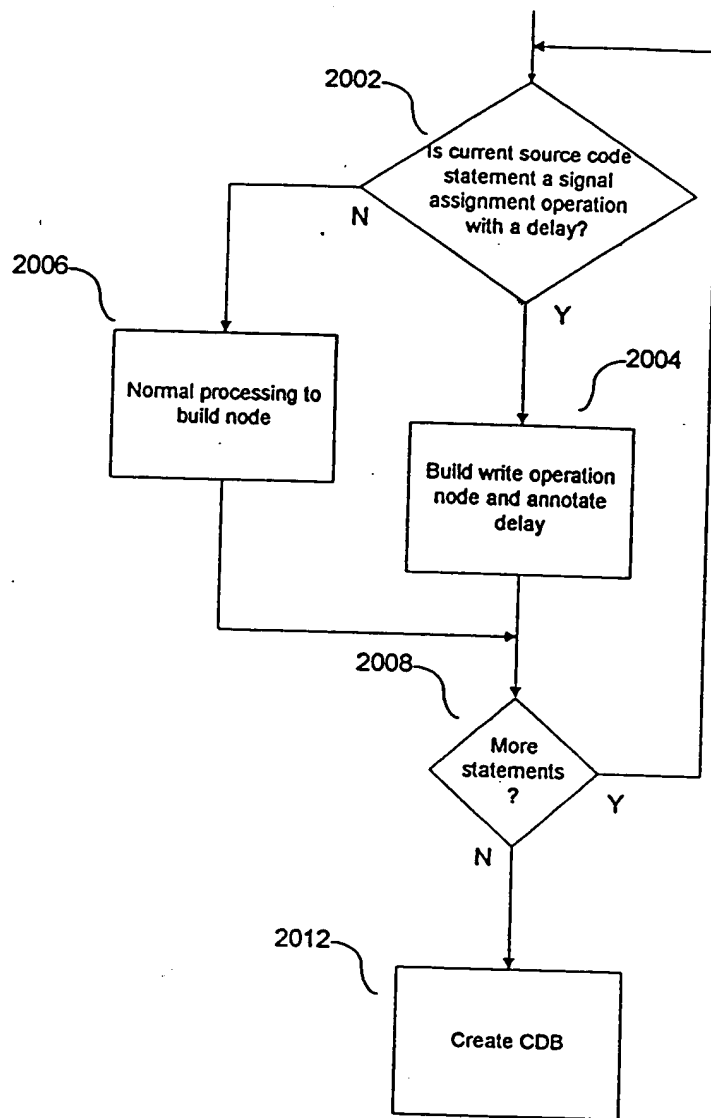 2002
Is current source code
statement a signal
assignment operation
with a delay?
N
Y
2006
Normal processing to
build node
2004
Build write operation
node and annotate
delay
2008
More
statements
?
Y
N
2012
Create CDB